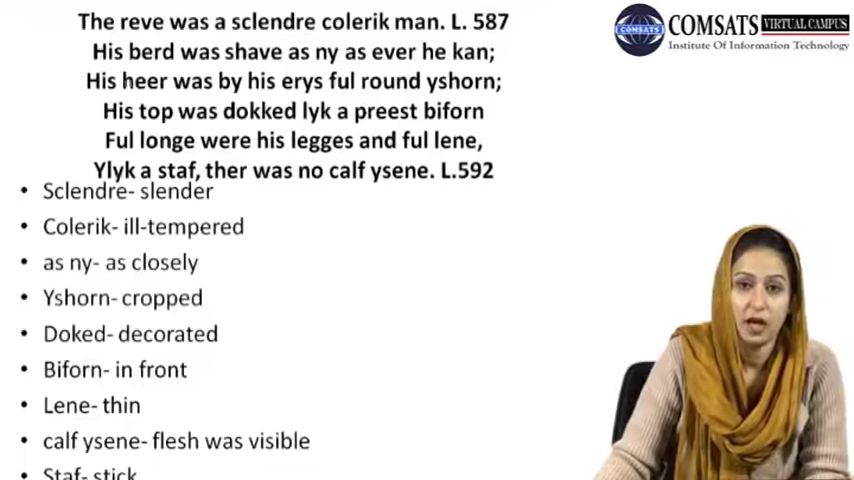 The reve was a sclendre colerik man. L. 587
His berd was shave as ny as ever he kan;
His heer was by his erys ful round yshorn;
His top was dokked lyk a preest biforn
Ful longe were his legges and ful lene,
Ylyk a staf, ther was no calf ysene. L.592
• Sclendre- slender
• Colerik- ill-tempered
• as ny- as closely
• Yshorn- cropped
• Doked- decorated
• Biforn- in front
• Lene- thin
• calf ysene- flesh was visible
• Staf- stick
COMSATS
COMSATS VIRTUAL CAMPUS
Institute Of Information Technology